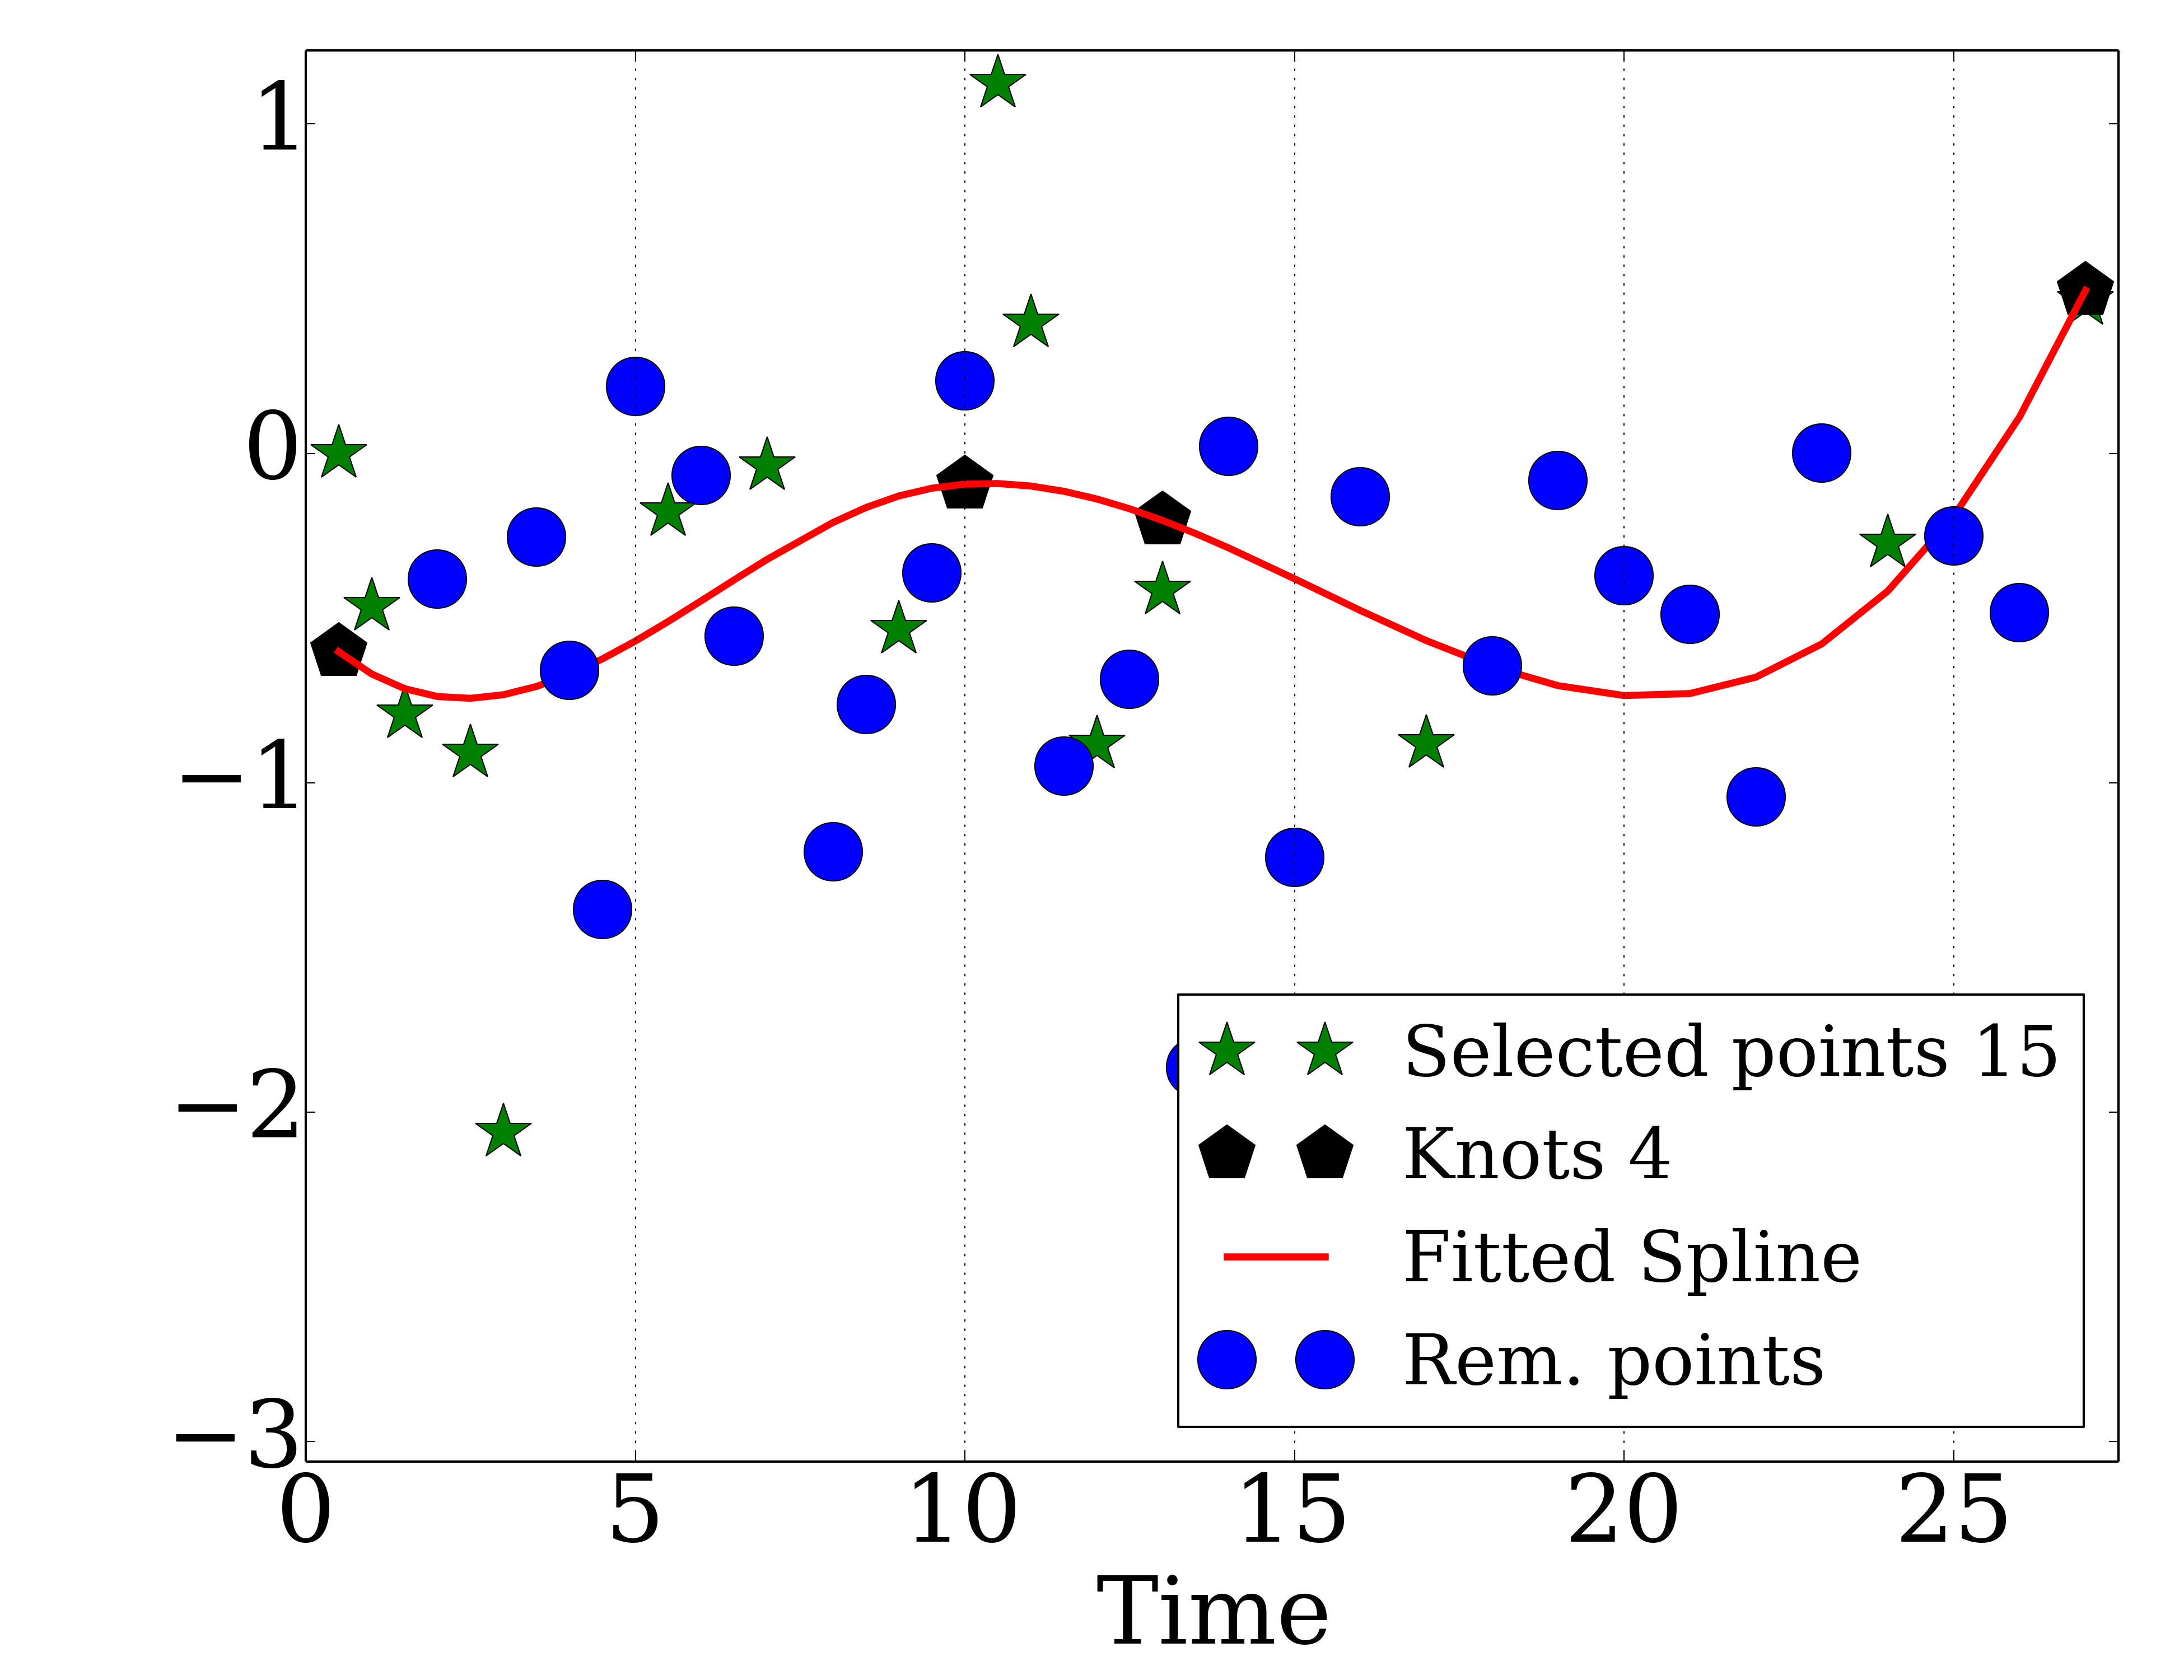 1
0
−1
−2
−3
0 5 10 15 20 25
Time
Selected points 15
Knots 4
Fitted Spline
Rem. points